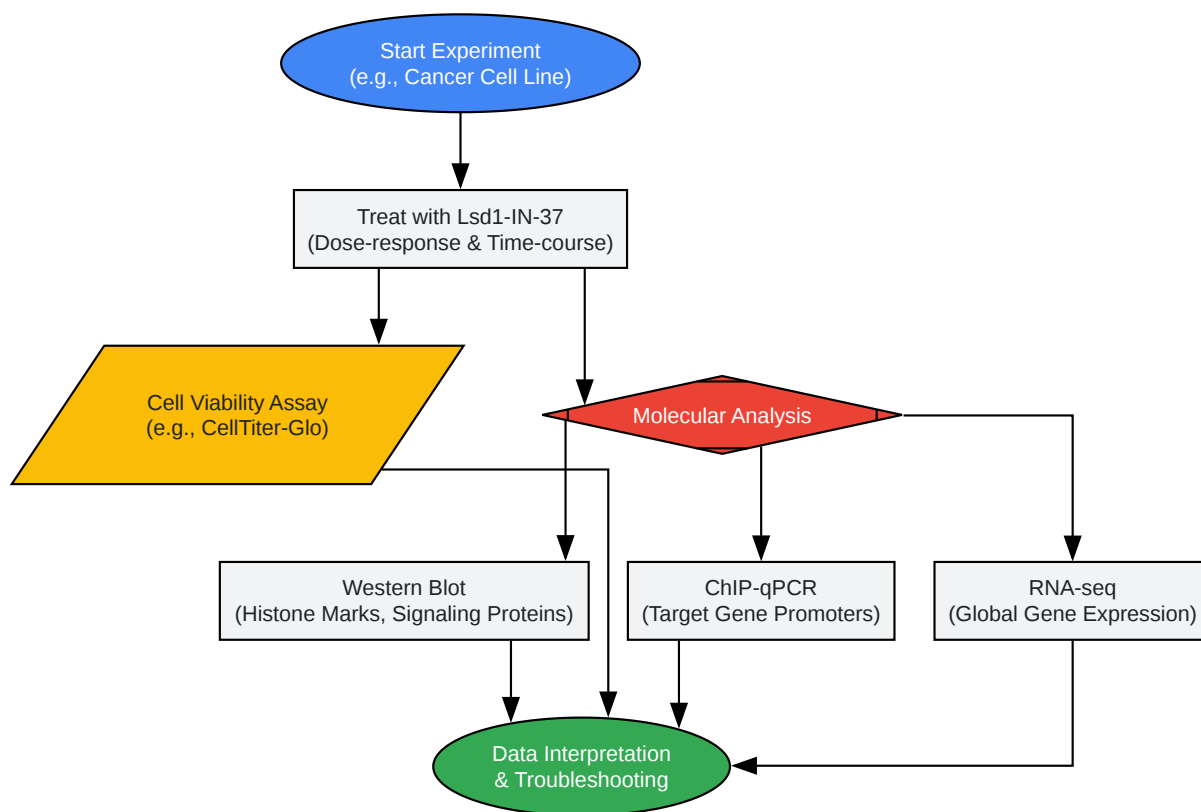 Start Experiment
(e.g., Cancer Cell Line)
Treat with Lsd1-IN-37
(Dose-response & Time-course)
Cell Viability Assay
(e.g., CellTiter-Glo)
Molecular Analysis
Western Blot
(Histone Marks, Signaling Proteins)
ChIP-qPCR
(Target Gene Promoters)
RNA-seq
(Global Gene Expression)
Data Interpretation
& Troubleshooting